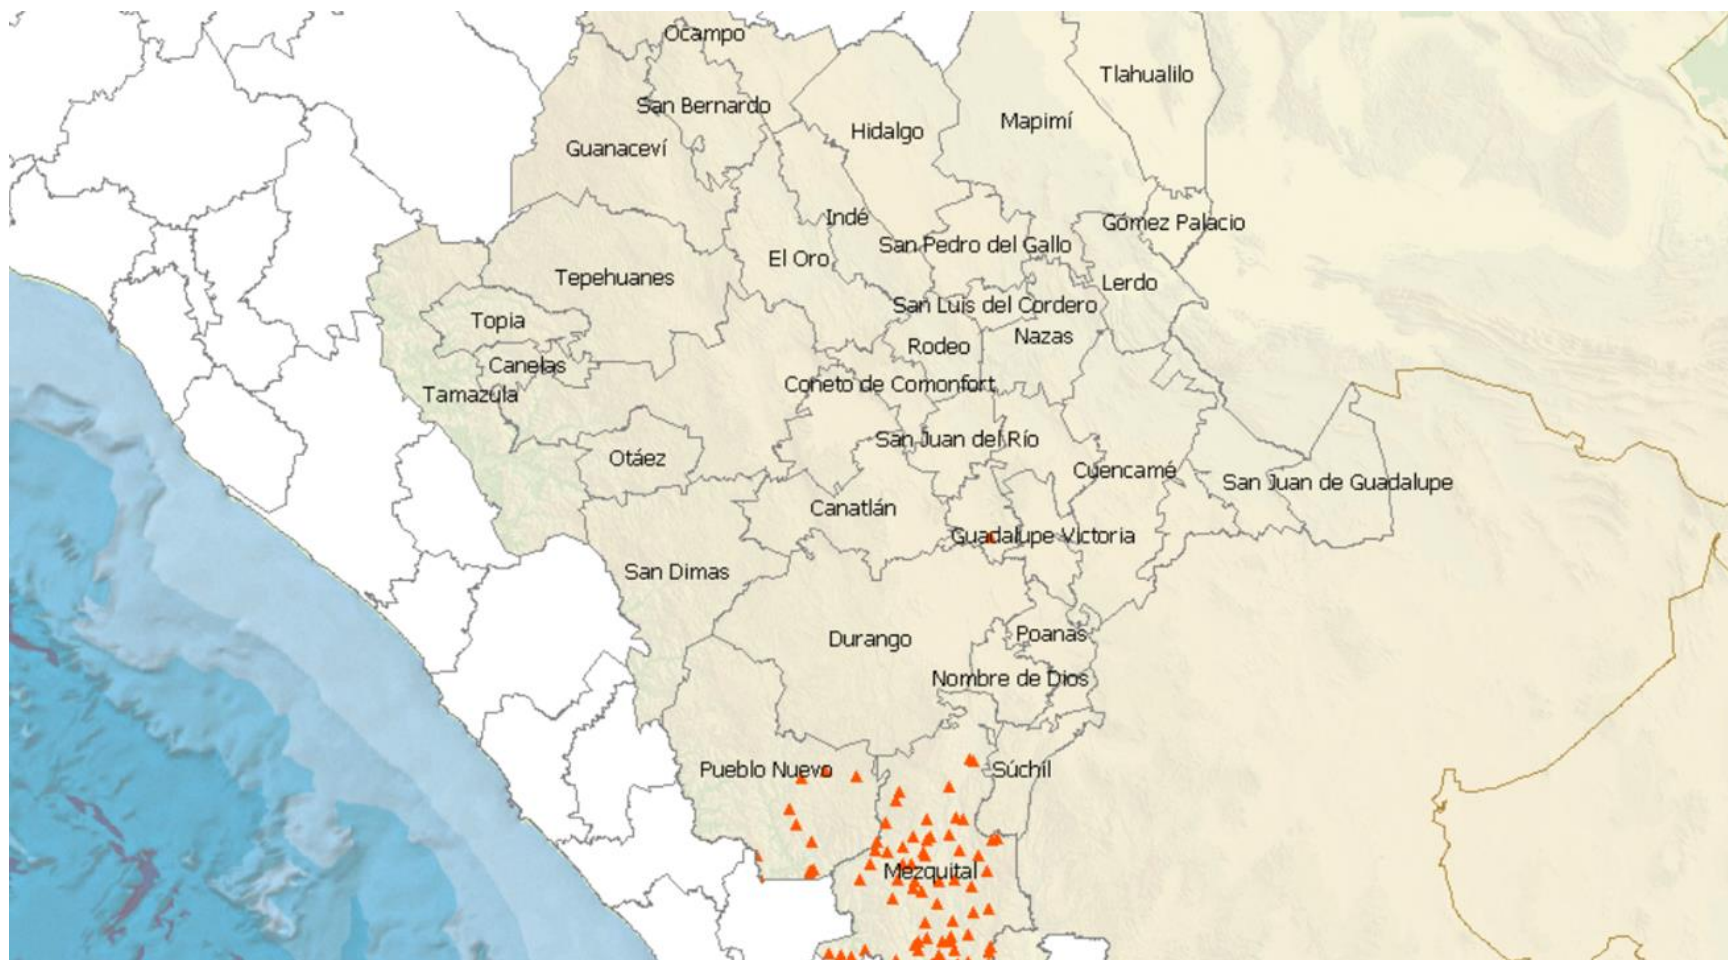 Ocampo
Tlahualilo
San Bernardo
Mapimí
Hidalgo
Guanaceví
Indé
Gómez Palacio
San Pedro del Gallo
El Oro
Tepehuanes
Lerdo
San Luis del Cordero
Topia
Nazas
Rodeo
Canelas
Coneto de Comonfort
Tamazula
San Juan del Río
Otáez
Cuencamé
San Juan de Guadalupe
Canatlán
Guadalupe Victoria
San Dimas
Poanas
Durango
Nombre de Dios
Pueblo Nuevo
Súchil
Mezquital